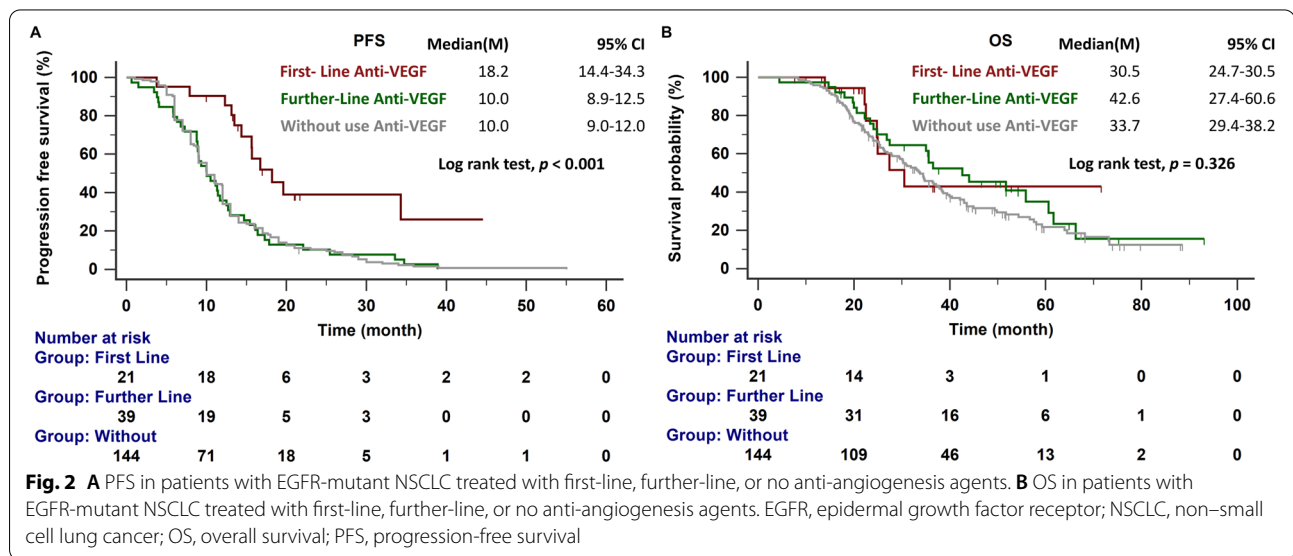 A
PFS Median(M) 95% CI
First- Line Anti-VEGF 18.2 14.4-34.3
Further-Line Anti-VEGF 10.0 8.9-12.5
Without use Anti-VEGF 10.0 9.0-12.0
Log rank test, p < 0.001
Progression free survival (%)
100
80
60
40
20
0
0 10 20 30 40 50 60
Time (month)
Number at risk
Group: First Line
21 18 6 3 2 2 0
Group: Further Line
39 19 5 3 0 0 0
Group: Without
144 71 18 5 1 1 0
B
OS Median(M) 95% CI
First- Line Anti-VEGF 30.5 24.7-30.5
Further-Line Anti-VEGF 42.6 27.4-60.6
Without use Anti-VEGF 33.7 29.4-38.2
Log rank test, p = 0.326
Survival probability (%)
100
80
60
40
20
0
0 20 40 60 80 100
Time (month)
Number at risk
Group: First Line
21 14 3 1 0 0
Group: Further Line
39 31 16 6 1 0
Group: Without
144 109 46 13 2 0
Fig. 2 A PFS in patients with EGFR-mutant NSCLC treated with first-line, further-line, or no anti-angiogenesis agents. B OS in patients with
EGFR-mutant NSCLC treated with first-line, further-line, or no anti-angiogenesis agents. EGFR, epidermal growth factor receptor; NSCLC, non–small
cell lung cancer; OS, overall survival; PFS, progression-free survival